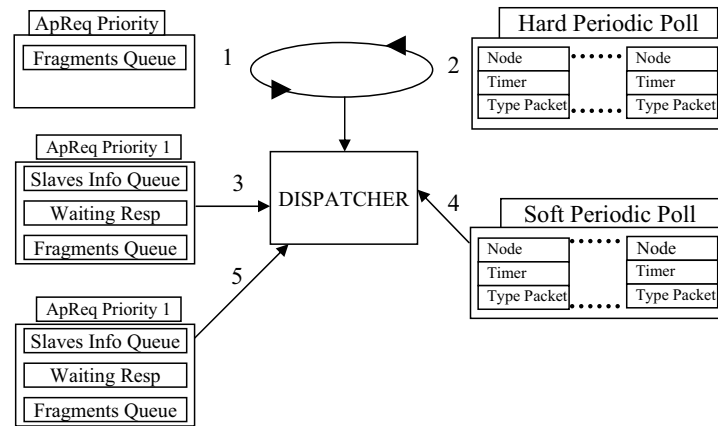 ApReq Priority
Fragments Queue
1
2
Hard Periodic Poll
Node
Timer
Type Packet
Node
Timer
Type Packet
ApReq Priority 1
Slaves Info Queue
Waiting Resp
Fragments Queue
3
DISPATCHER
4
Soft Periodic Poll
Node
Timer
Type Packet
Node
Timer
Type Packet
5
ApReq Priority 1
Slaves Info Queue
Waiting Resp
Fragments Queue